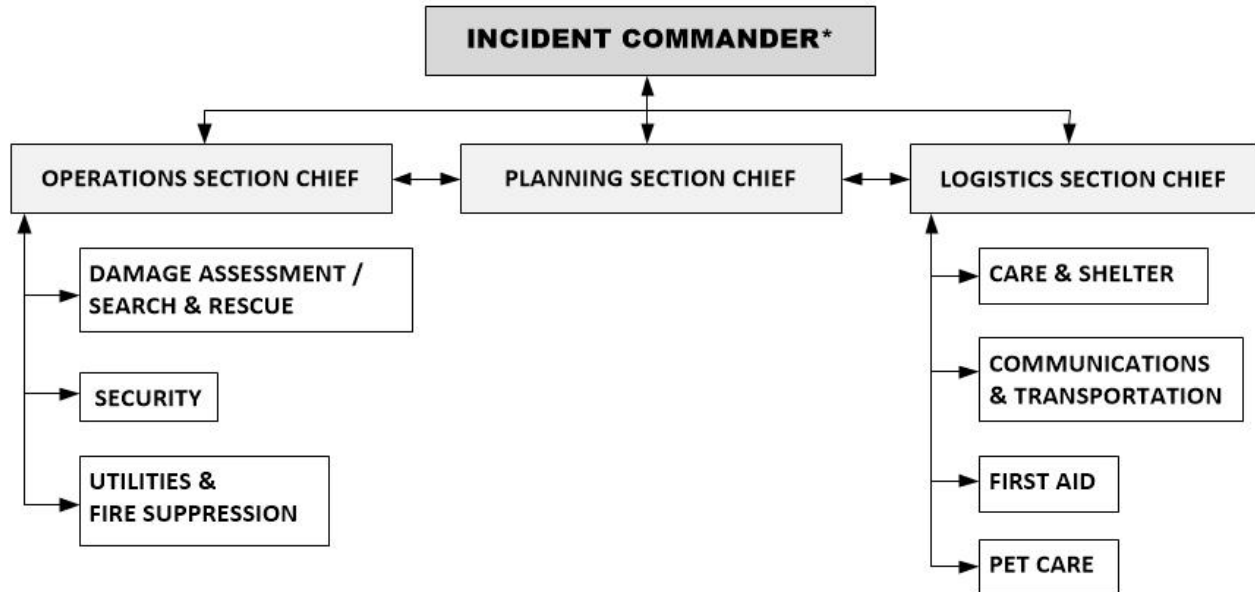 INCIDENT COMMANDER*
OPERATIONS SECTION CHIEF
PLANNING SECTION CHIEF
LOGISTICS SECTION CHIEF
DAMAGE ASSESSMENT /
SEARCH & RESCUE
SECURITY
UTILITIES &
FIRE SUPPRESSION
CARE & SHELTER
COMMUNICATIONS
& TRANSPORTATION
FIRST AID
PET CARE